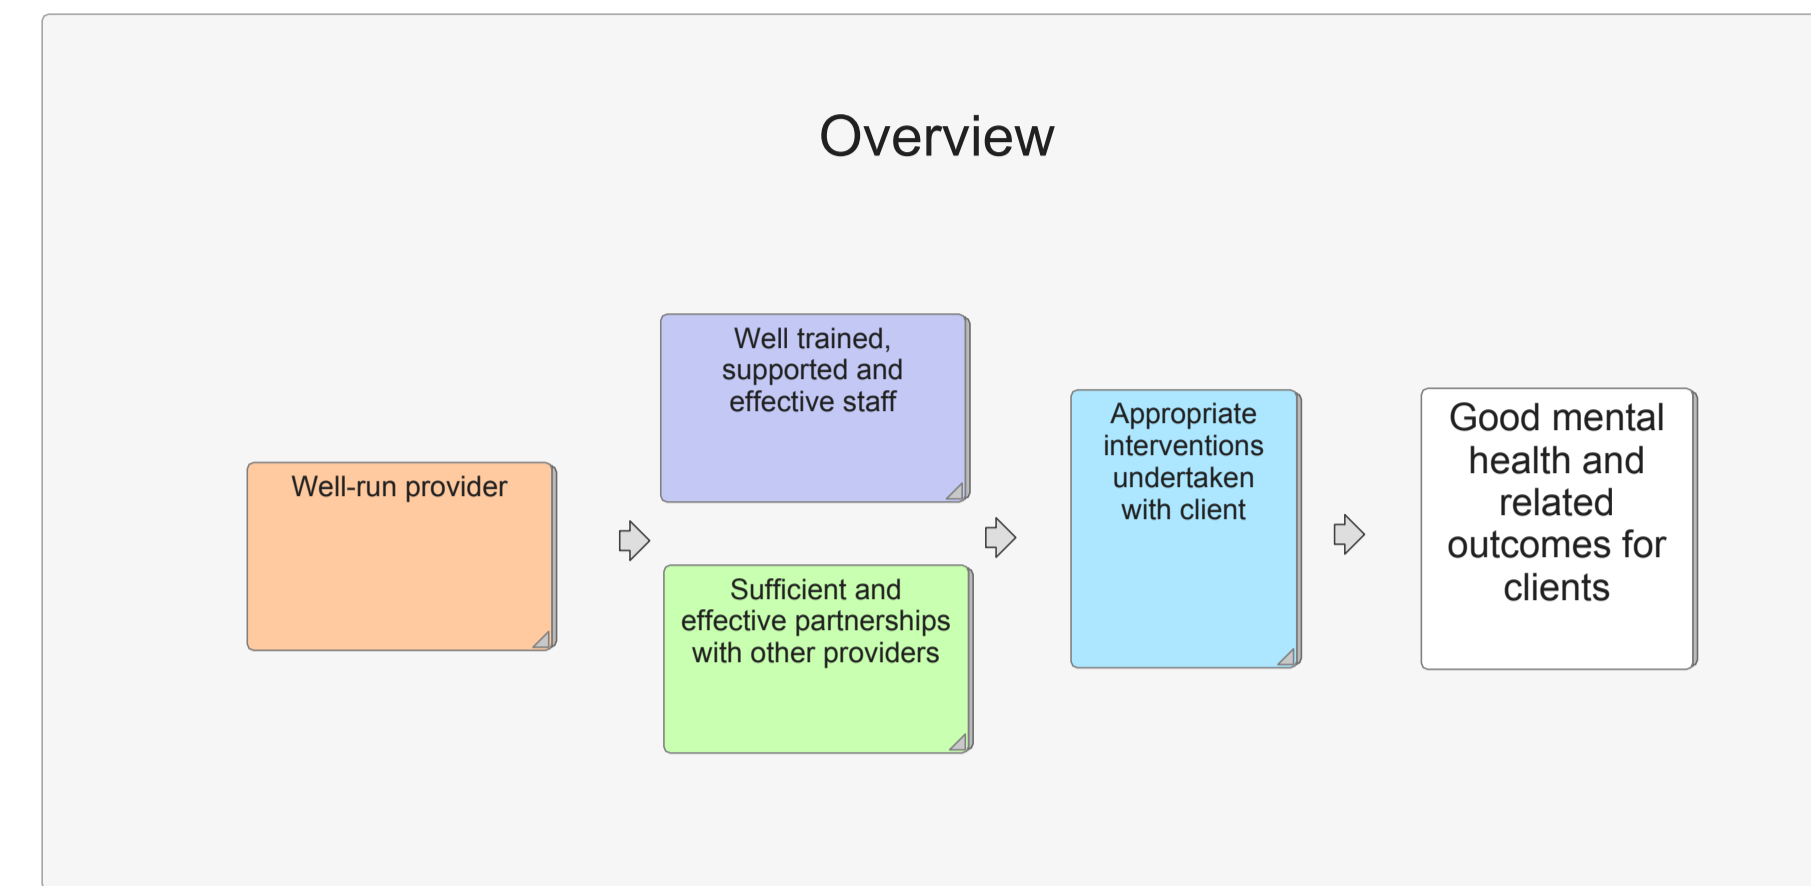 Overview
Well-run provider
Well trained,
supported and
effective staff
Sufficient and
effective partnerships
with other providers
Appropriate
interventions
undertaken
with client
Good mental
health and
related
outcomes for
clients